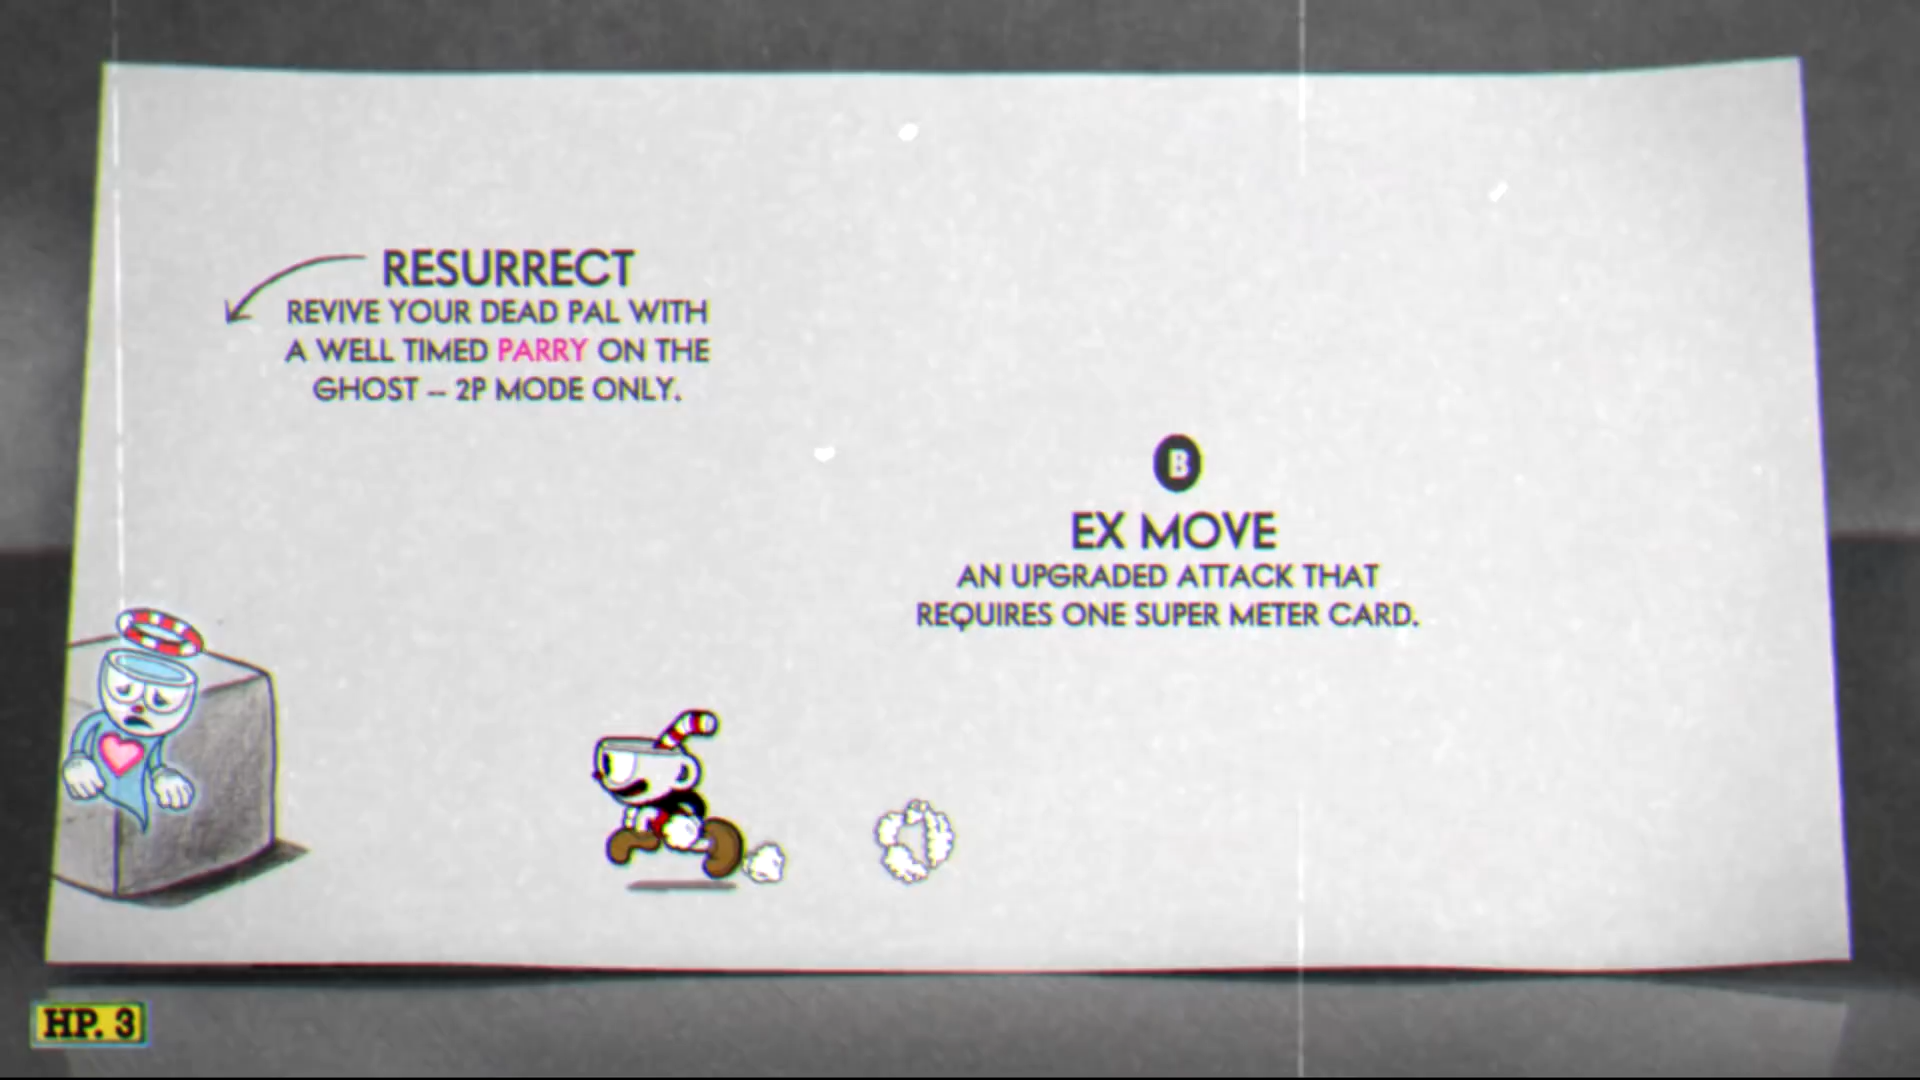 RESURRECT
REVIVE YOUR DEAD PAL WITH
A WELL TIMED PARRY ON THE
GHOST -- 2P MODE ONLY.
B
EX MOVE
AN UPGRADED ATTACK THAT
REQUIRES ONE SUPER METER CARD.
HP. 3